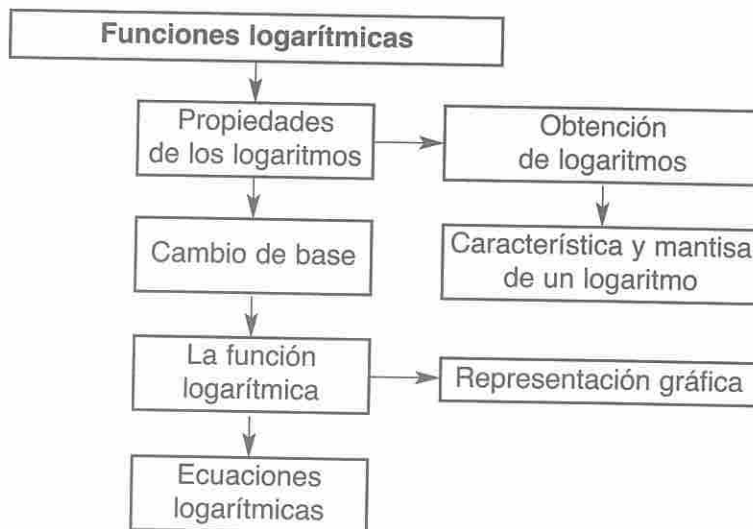 Funciones logarítmicas
Propiedades
de los logaritmos
Obtención
de logaritmos
Cambio de base
Característica y mantisa
de un logaritmo
La función
logarítmica
Representación gráfica
Ecuaciones
logarítmicas